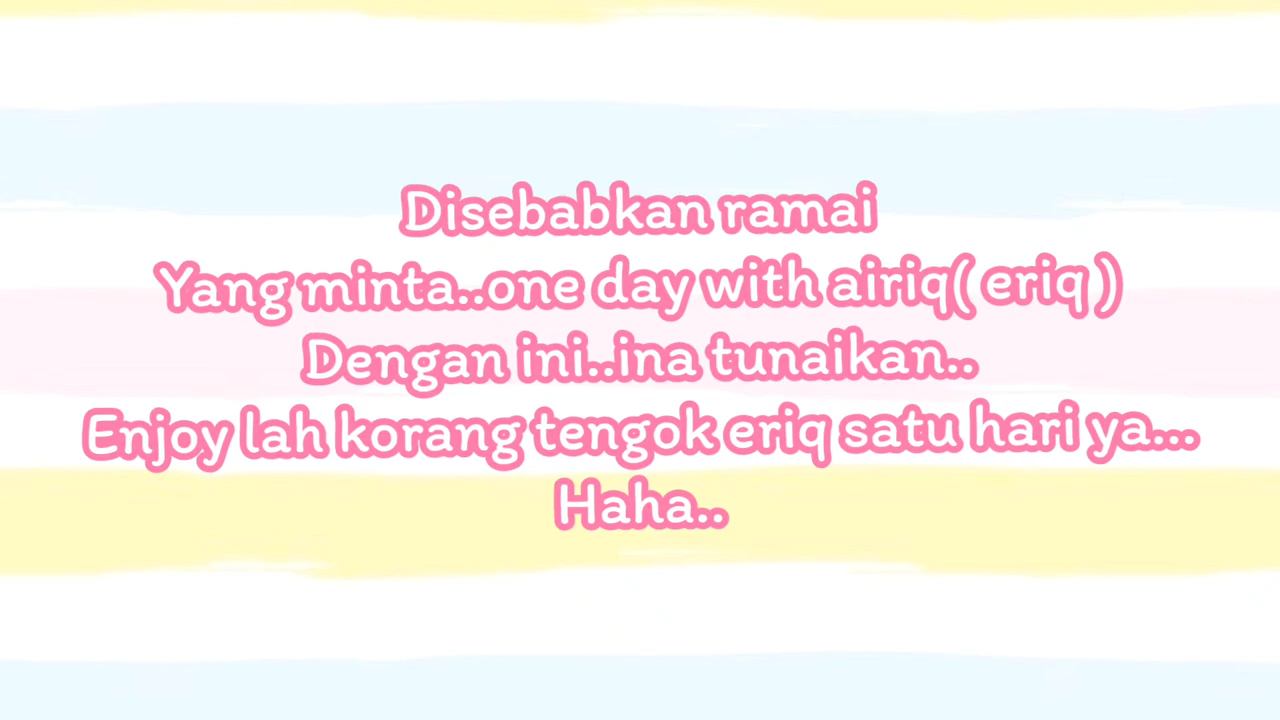 Disebabkan ramai
Yang minta..one day with airiq( eriq )
Dengan ini..ina tunaikan..
Enjoy lah korang tengok eriq satu hari ya...
Haha..